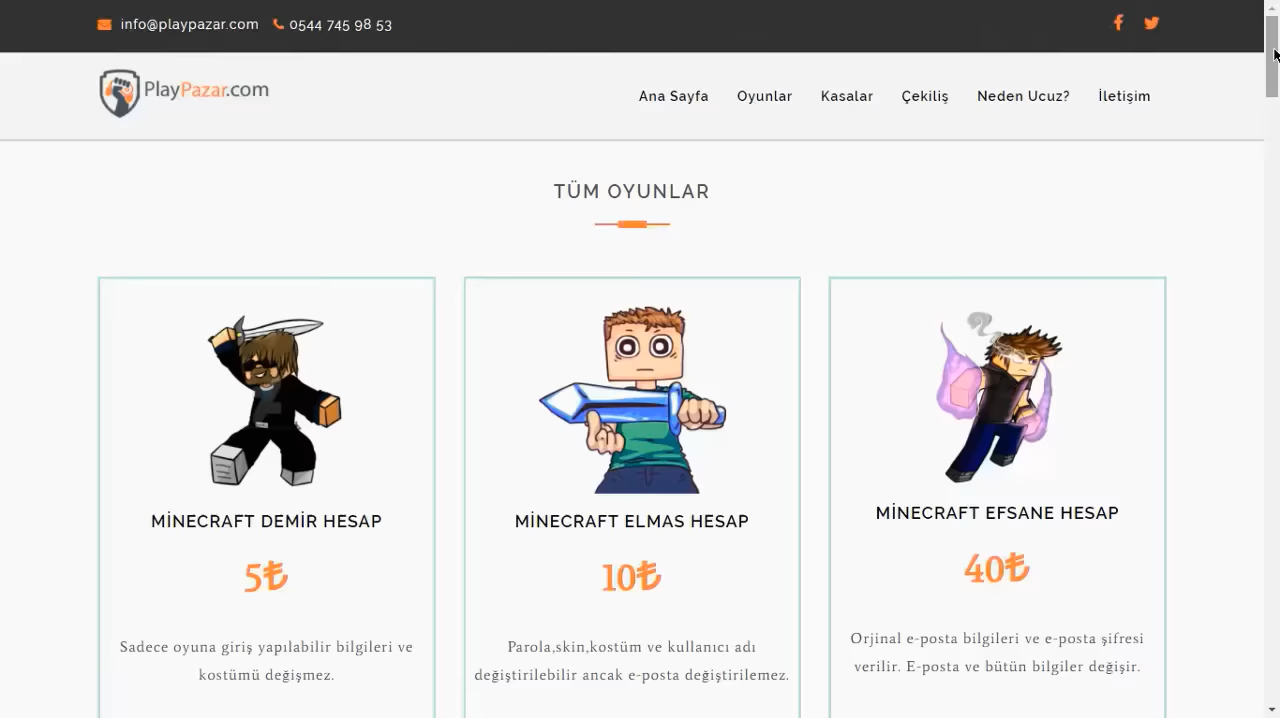 info@playpazar.com 0544 745 98 53
PlayPazar.com
Ana Sayfa Oyunlar Kasalar Çekiliş Neden Ucuz? İletişim
TÜM OYUNLAR
MİNECRAFT DEMİR HESAP
5₺
Sadece oyuna giriş yapılabilir bilgileri ve
kostümü değişmez.
MİNECRAFT ELMAS HESAP
10₺
Parola,skin,kostüm ve kullanıcı adı
değiştirilebilir ancak e-posta değiştirilemez.
MİNECRAFT EFSANE HESAP
40₺
Orjinal e-posta bilgileri ve e-posta şifresi
verilir. E-posta ve bütün bilgiler değişir.